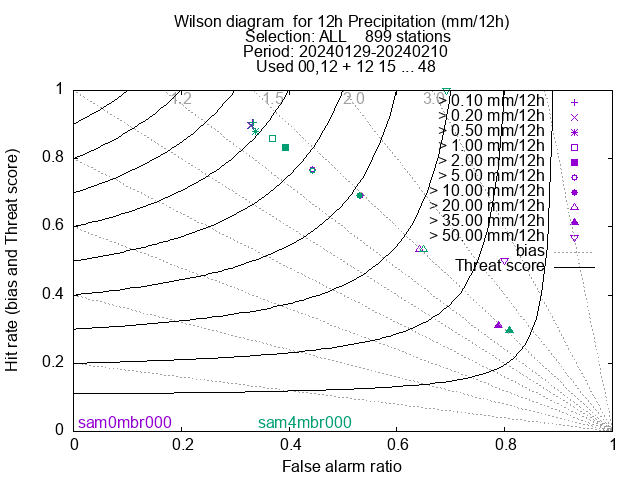 Wilson diagram  for 12h Precipitation (mm/12h)
Selection: ALL    899 stations
Period: 20240129-20240210
Used 00,12 + 12 15 ... 48
1.2 1.5 2.0 3.0
> 0.10 mm/12h
> 0.20 mm/12h
> 0.50 mm/12h
> 1.00 mm/12h
> 2.00 mm/12h
> 5.00 mm/12h
> 10.00 mm/12h
> 20.00 mm/12h
> 35.00 mm/12h
> 50.00 mm/12h
bias
Threat score
1
0.8
0.6
0.4
0.2
0
Hit rate (bias and Threat score)
sam0mbr000 sam4mbr000
0 0.2 0.4 0.6 0.8 1
False alarm ratio